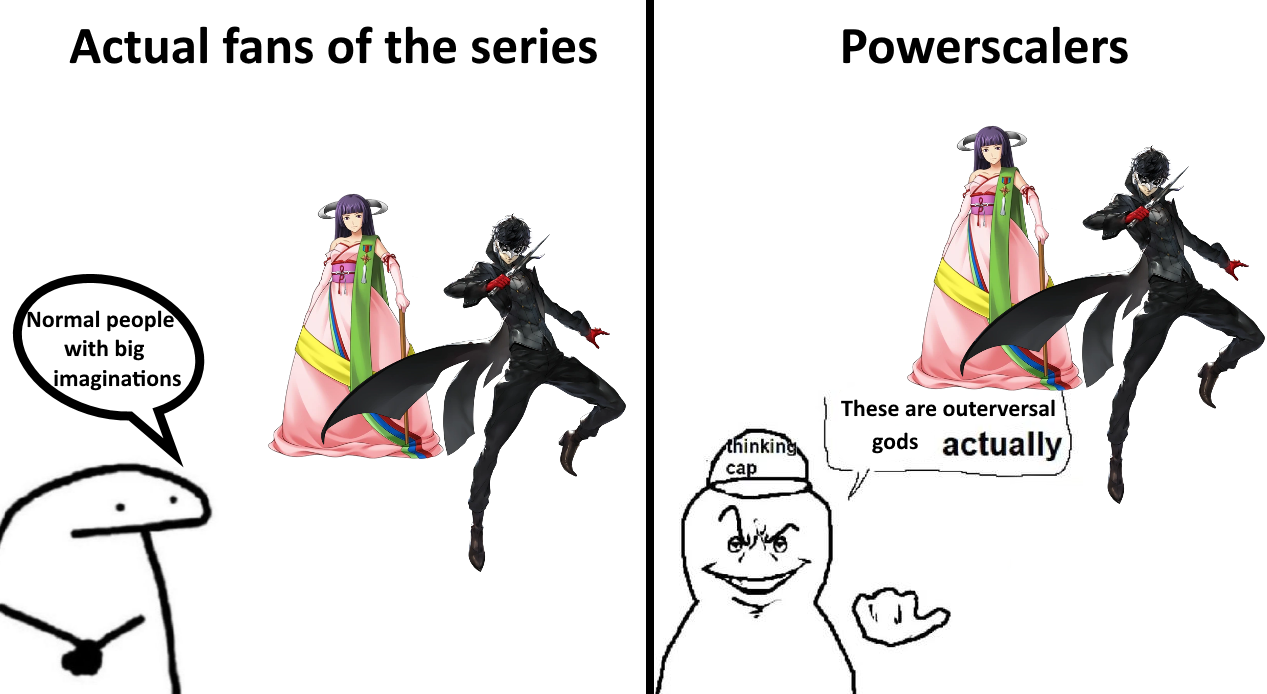 Actual fans of the series
Normal people
with big
imaginations
Powerscalers
These are outerversal
gods actually
thinking
cap